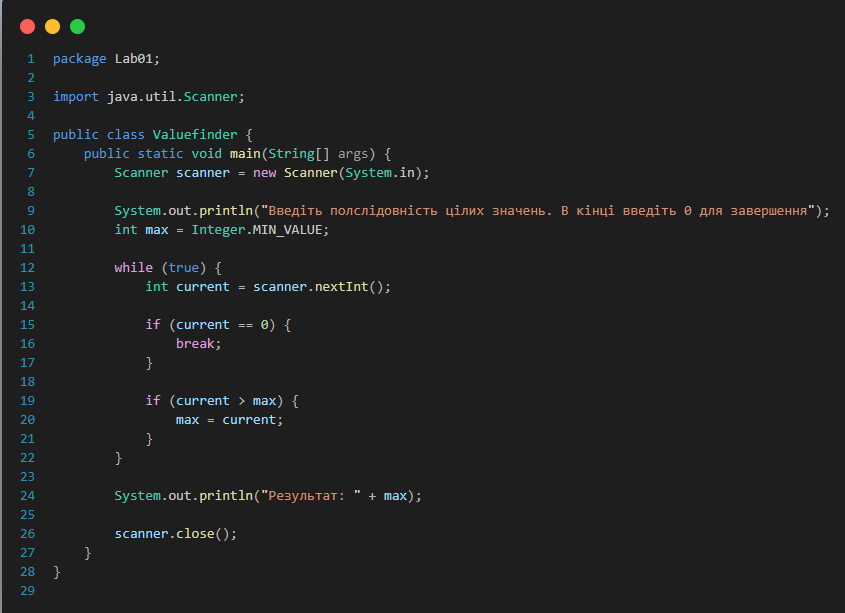 1 package Lab01;
2
3 import java.util.Scanner;
4
5 public class Valuefinder {
6     public static void main(String[] args) {
7         Scanner scanner = new Scanner(System.in);
8
9         System.out.println("Введіть полслідовність цілих значень. В кінці введіть 0 для завершення");
10         int max = Integer.MIN_VALUE;
11
12         while (true) {
13             int current = scanner.nextInt();
14
15             if (current == 0) {
16                 break;
17             }
18
19             if (current > max) {
20                 max = current;
21             }
22         }
23
24         System.out.println("Результат: " + max);
25
26         scanner.close();
27     }
28 }
29